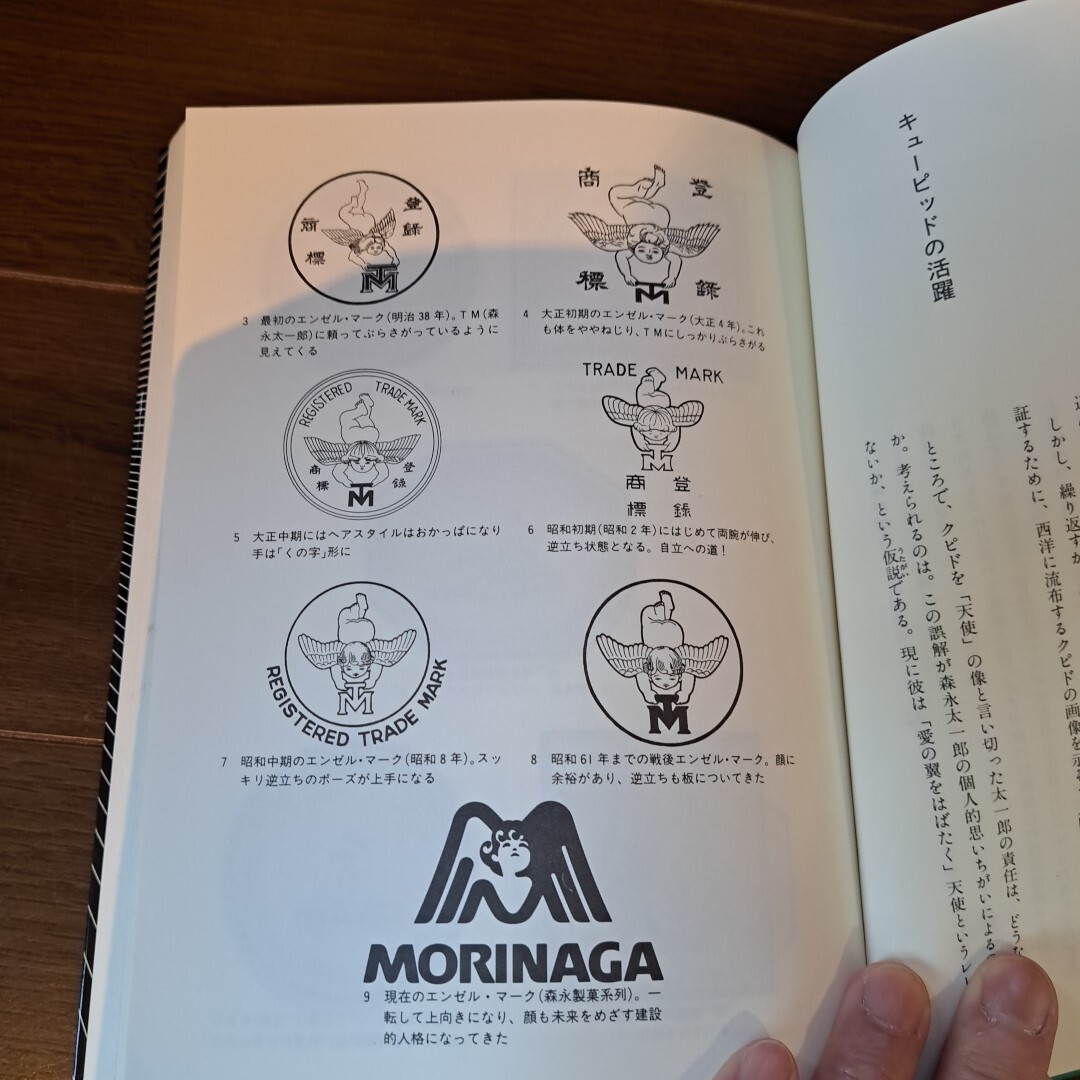 商標
登録
TM
3 最初のエンゼル・マーク(明治38年)。TM(森
永太一郎)に頼ってぶらさがっているように
見えてくる
商 登
標 録
TM
4 大正初期のエンゼル・マーク(大正4年)。これ
も体をややねじり、TMにしっかりぶらさがる
REGISTERED TRADE MARK
商標
登録
TM
5 大正中期にはヘアスタイルはおかっぱになり
手は「くの字」形に
TRADE MARK
TM
商 登
標 録
6 昭和初期(昭和2年)にはじめて両腕が伸び、
逆立ち状態となる。自立への道!
TM
REGISTERED TRADE MARK
7 昭和中期のエンゼル・マーク(昭和8年)。スッ
キリ逆立ちのポーズが上手になる
TM
8 昭和61年までの戦後エンゼル・マーク。顔に
余裕があり、逆立ちも板についてきた
MORINAGA
9 現在のエンゼル・マーク(森永製菓系列)。一
転して上向きになり、顔も未来をめざす建設
的人格になってきた
しかし、繰り返すが
証するために、西洋に流布するクピドの画像を示
キューピッドの活躍
ところで、クピドを「天使」の像と言い切った太一郎の責任は、どうな
か。考えられるのは。この誤解が森永太一郎の個人的思いちがいによるの
ないか、という仮説うたがいである。現に彼は「愛の翼をはばたく」天使というレ